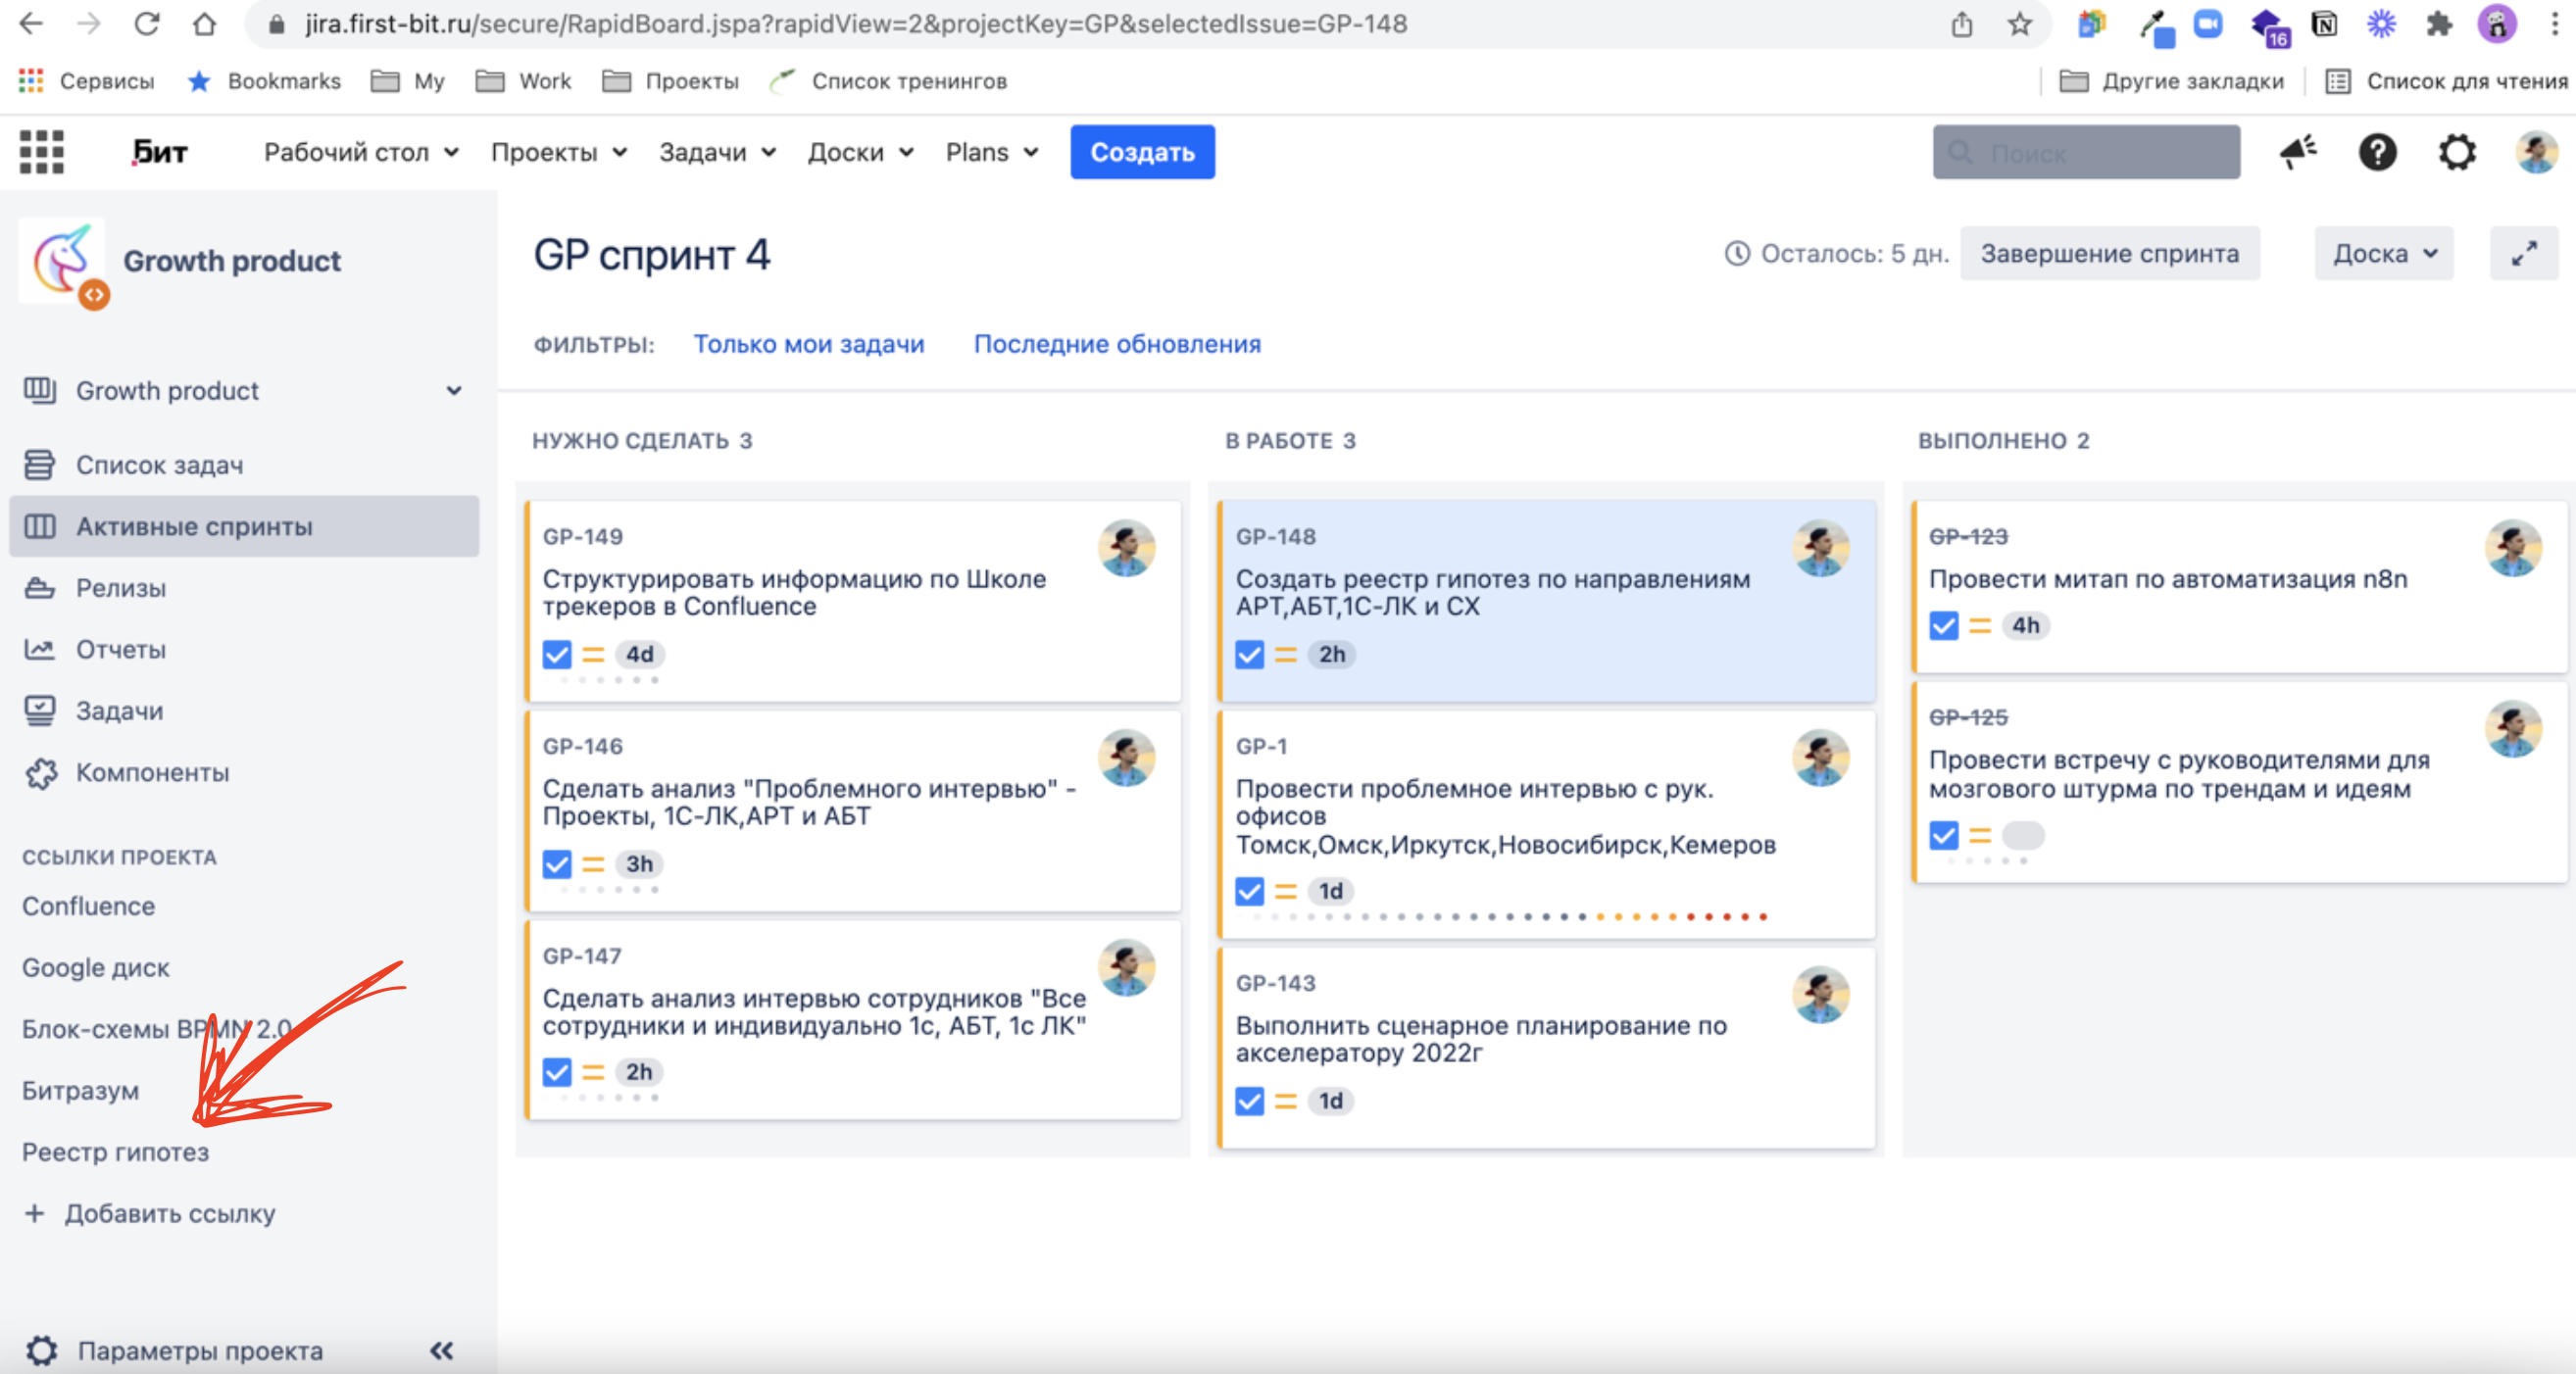 jira.first-bit.ru/secure/RapidBoard.jspa?rapidView=2&projectKey=GP&selectedIssue=GP-148
16
Сервисы Bookmarks My Work Проекты Список тренингов Другие закладки Список для чтения
Бит Рабочий стол Проекты Задачи Доски Plans Создать Поиск
Growth product
GP спринт 4 Осталось: 5 дн. Завершение спринта Доска
ФИЛЬТРЫ: Только мои задачи Последние обновления
Growth product
Список задач
Активные спринты
Релизы
Отчеты
Задачи
Компоненты
ССЫЛКИ ПРОЕКТА
Confluence
Google диск
Блок-схемы BPMN 2.0
Битразум
Реестр гипотез
+ Добавить ссылку
Параметры проекта
НУЖНО СДЕЛАТЬ 3
GP-149
Структурировать информацию по Школе
трекеров в Confluence
4d
GP-146
Сделать анализ "Проблемного интервью" -
Проекты, 1С-ЛК,АРТ и АБТ
3h
GP-147
Сделать анализ интервью сотрудников "Все
сотрудники и индивидуально 1с, АБТ, 1с ЛК"
2h
В РАБОТЕ 3
GP-148
Создать реестр гипотез по направлениям
АРТ,АБТ,1С-ЛК и СХ
2h
GP-1
Провести проблемное интервью с рук.
офисов
Томск,Омск,Иркутск,Новосибирск,Кемеров
1d
GP-143
Выполнить сценарное планирование по
акселератору 2022г
1d
ВЫПОЛНЕНО 2
GP-123
Провести митап по автоматизация n8n
4h
GP-125
Провести встречу с руководителями для
мозгового штурма по трендам и идеям